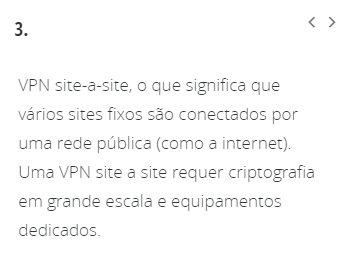 3.
VPN site-a-site, o que significa que
vários sites fixos são conectados por
uma rede pública (como a internet).
Uma VPN site a site requer criptografia
em grande escala e equipamentos
dedicados.